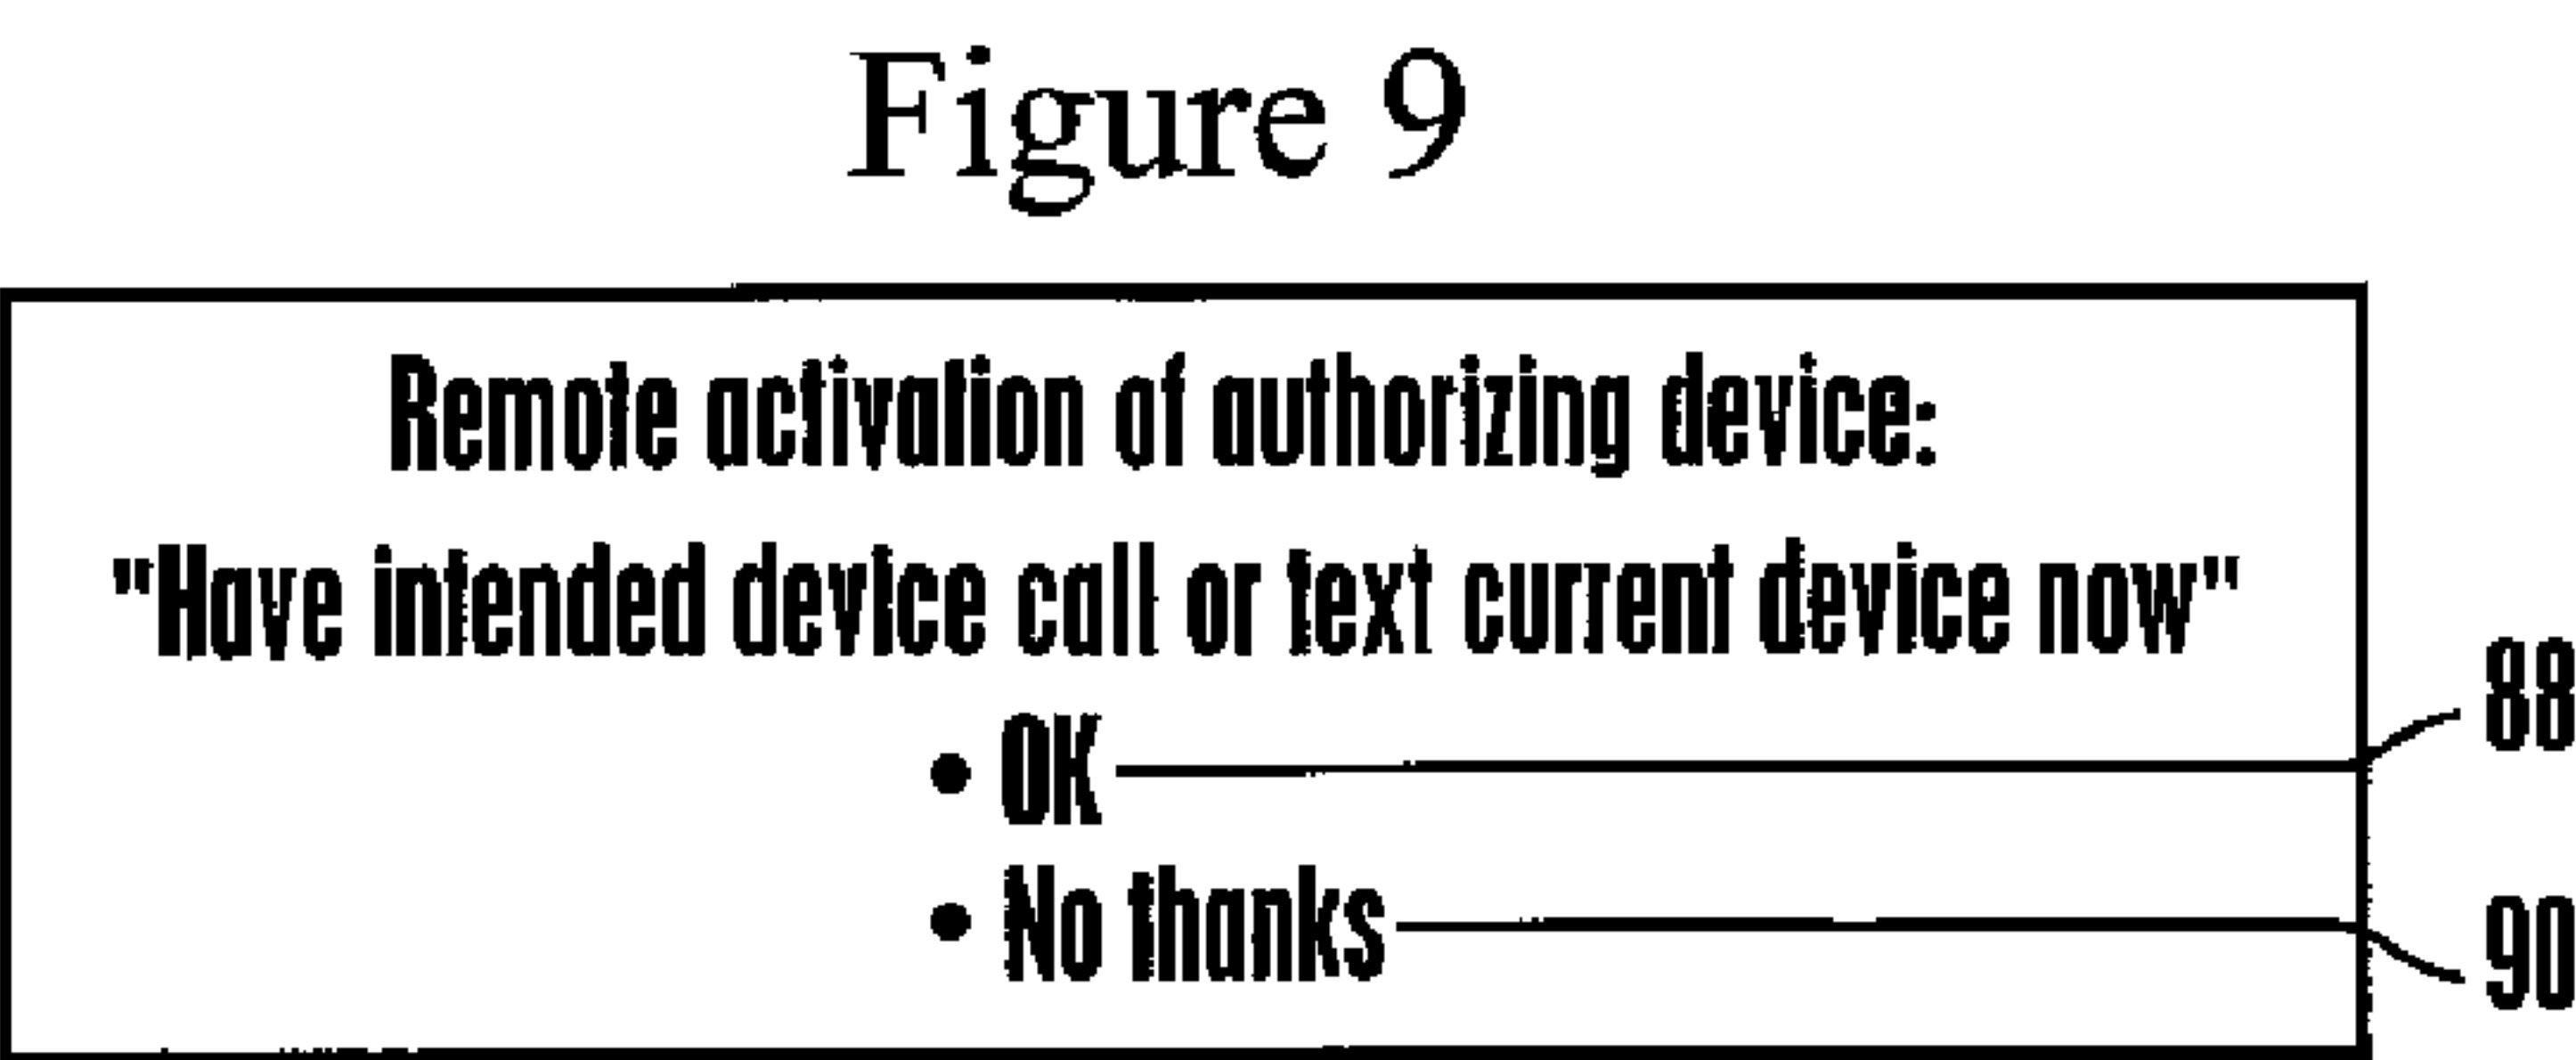 Figure 9
Remote activation of authorizing device:
"Have intended device call or text current device now"
• OK
88
• No thanks
90